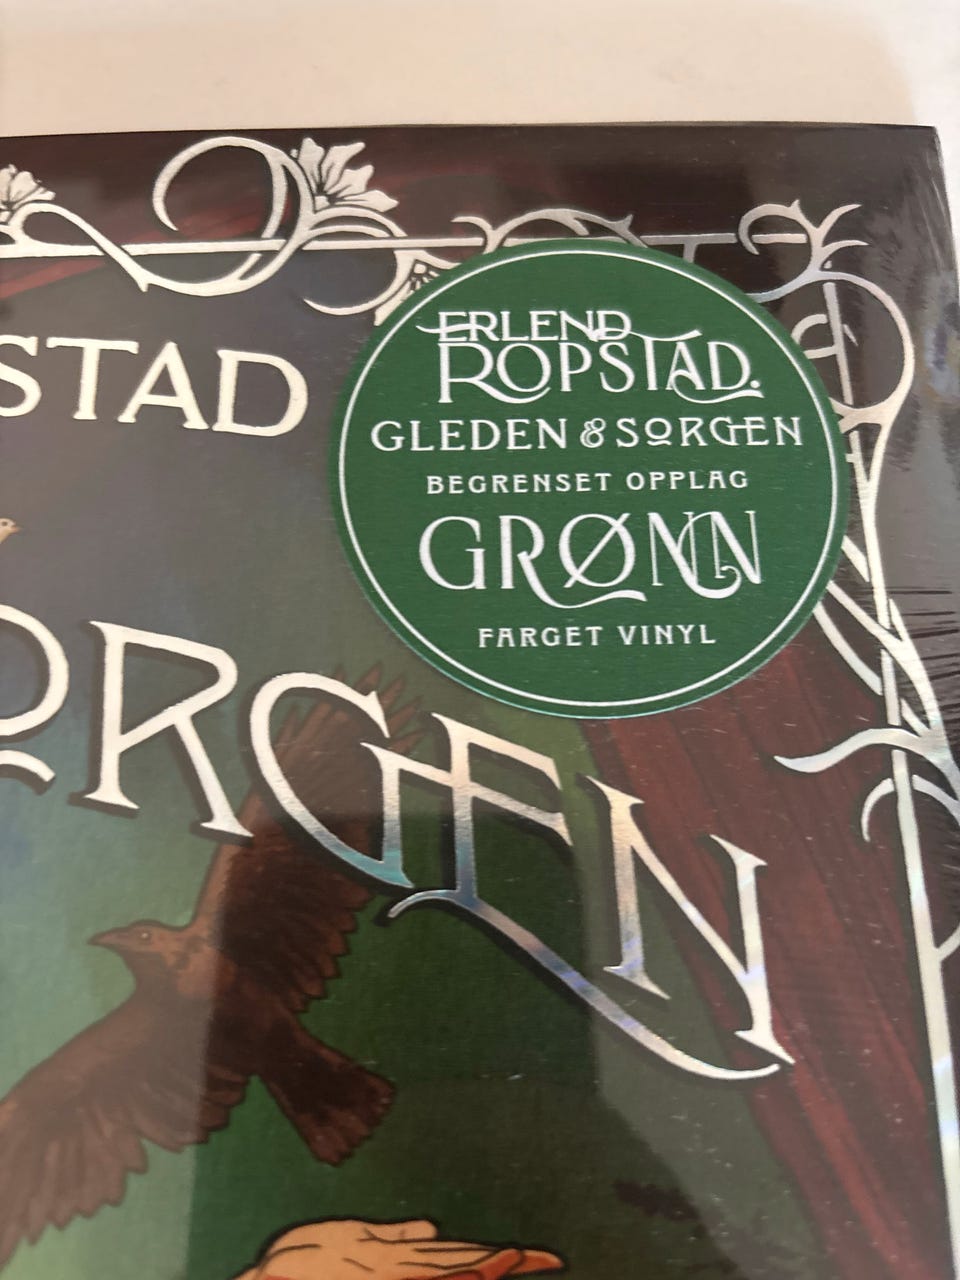 STAD
ERLEND
ROPSTAD.
GLEDEN & SORGEN
BEGRENSET OPPLAG
GRØNN
FARGET VINYL
ORGEN